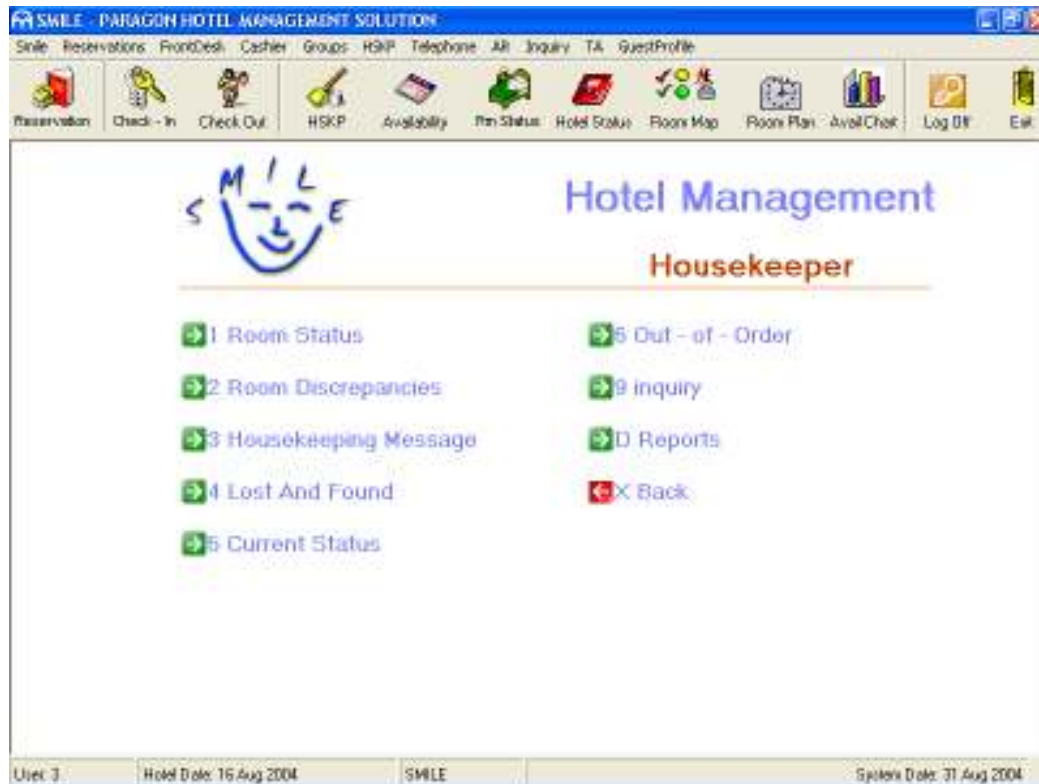 SMILE - PARAGON HOTEL MANAGEMENT SOLUTION
Smile Reservations FrontDesk Cashier Groups HSKP Telephone AR Inquiry TA GuestProfile
Reservation Check - In Check Out HSKP Availability Rm Status Hotel Status Room Map Room Plan Avail Chart Log Off Exit
SMILE
Hotel Management
Housekeeper
1 Room Status
2 Room Discrepancies
3 Housekeeping Message
4 Lost And Found
5 Current Status
6 Out - of - Order
9 inquiry
D Reports
X Back
User: 3 Hotel Date: 16 Aug 2004 SMILE System Date: 31 Aug 2004